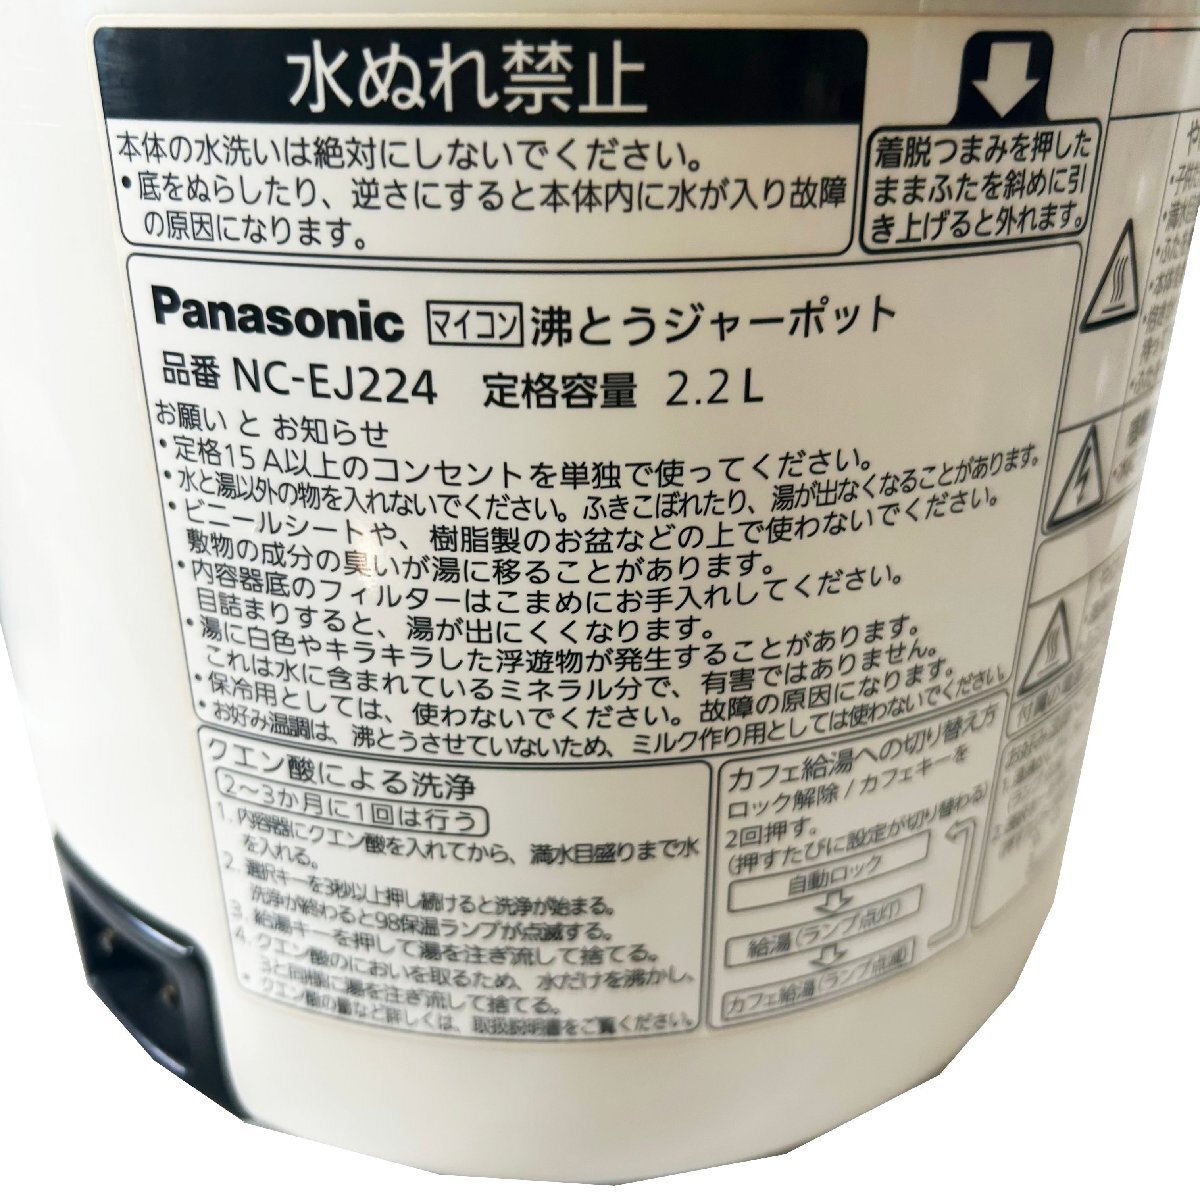 水ぬれ禁止
本体の水洗いは絶対にしないでください。
・底をぬらしたり、逆さにすると本体内に水が入り故障
の原因になります。
着脱つまみを押した
ままふたを斜めに引
き上げると外れます。
Panasonic マイコン 沸とうジャーポット
品番 NC-EJ224 定格容量 2.2L
お願い と お知らせ
・定格15A以上のコンセントを単独で使ってください。
・水と湯以外の物を入れないでください。ふきこぼれたり、湯が出なくなることがあります。
・ビニールシートや、樹脂製のお盆などの上で使わないでください。
敷物の成分の臭いが湯に移ることがあります。
・内容器底のフィルターはこまめにお手入れしてください。
目詰まりすると、湯が出にくくなります。
・湯に白色やキラキラした浮遊物が発生することがあります。
これは水に含まれているミネラル分で、有害ではありません。
・保冷用としては、使わないでください。故障の原因になります。
・お好み温調は、沸とうさせていないため、ミルク作り用としては使わないでください。
クエン酸による洗浄
2〜3か月に1回は行う
1. 内容器にクエン酸を入れてから、満水目盛りまで水
を入れる。
2. 選択キーを3秒以上押し続けると洗浄が始まる。
洗浄が終わると98保温ランプが点滅する。
3. 給湯キーを押して湯を注ぎ流して捨てる。
4. クエン酸のにおいを取るため、水だけを沸かし、
3と同様に湯を注ぎ流して捨てる。
・クエン酸の量など詳しくは、取扱説明書をご覧ください。
カフェ給湯への切り替え方
ロック解除 / カフェキーを
2回押す。
(押すたびに設定が切り替わる)
自動ロック
給湯(ランプ点灯)
カフェ給湯(ランプ点滅)